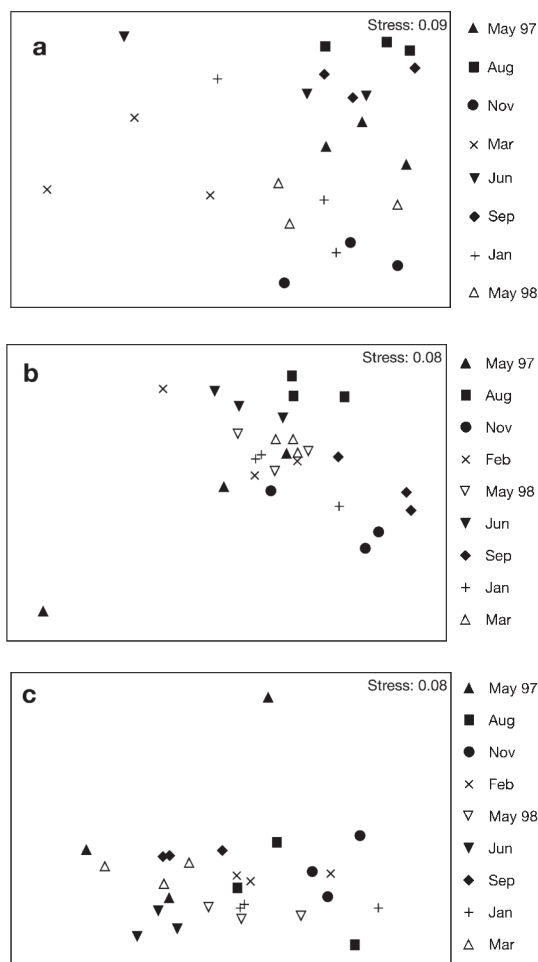 a
Stress: 0.09
May 97
Aug
Nov
Mar
Jun
Sep
Jan
May 98
b
Stress: 0.08
May 97
Aug
Nov
Feb
May 98
Jun
Sep
Jan
Mar
c
Stress: 0.08
May 97
Aug
Nov
Feb
May 98
Jun
Sep
Jan
Mar